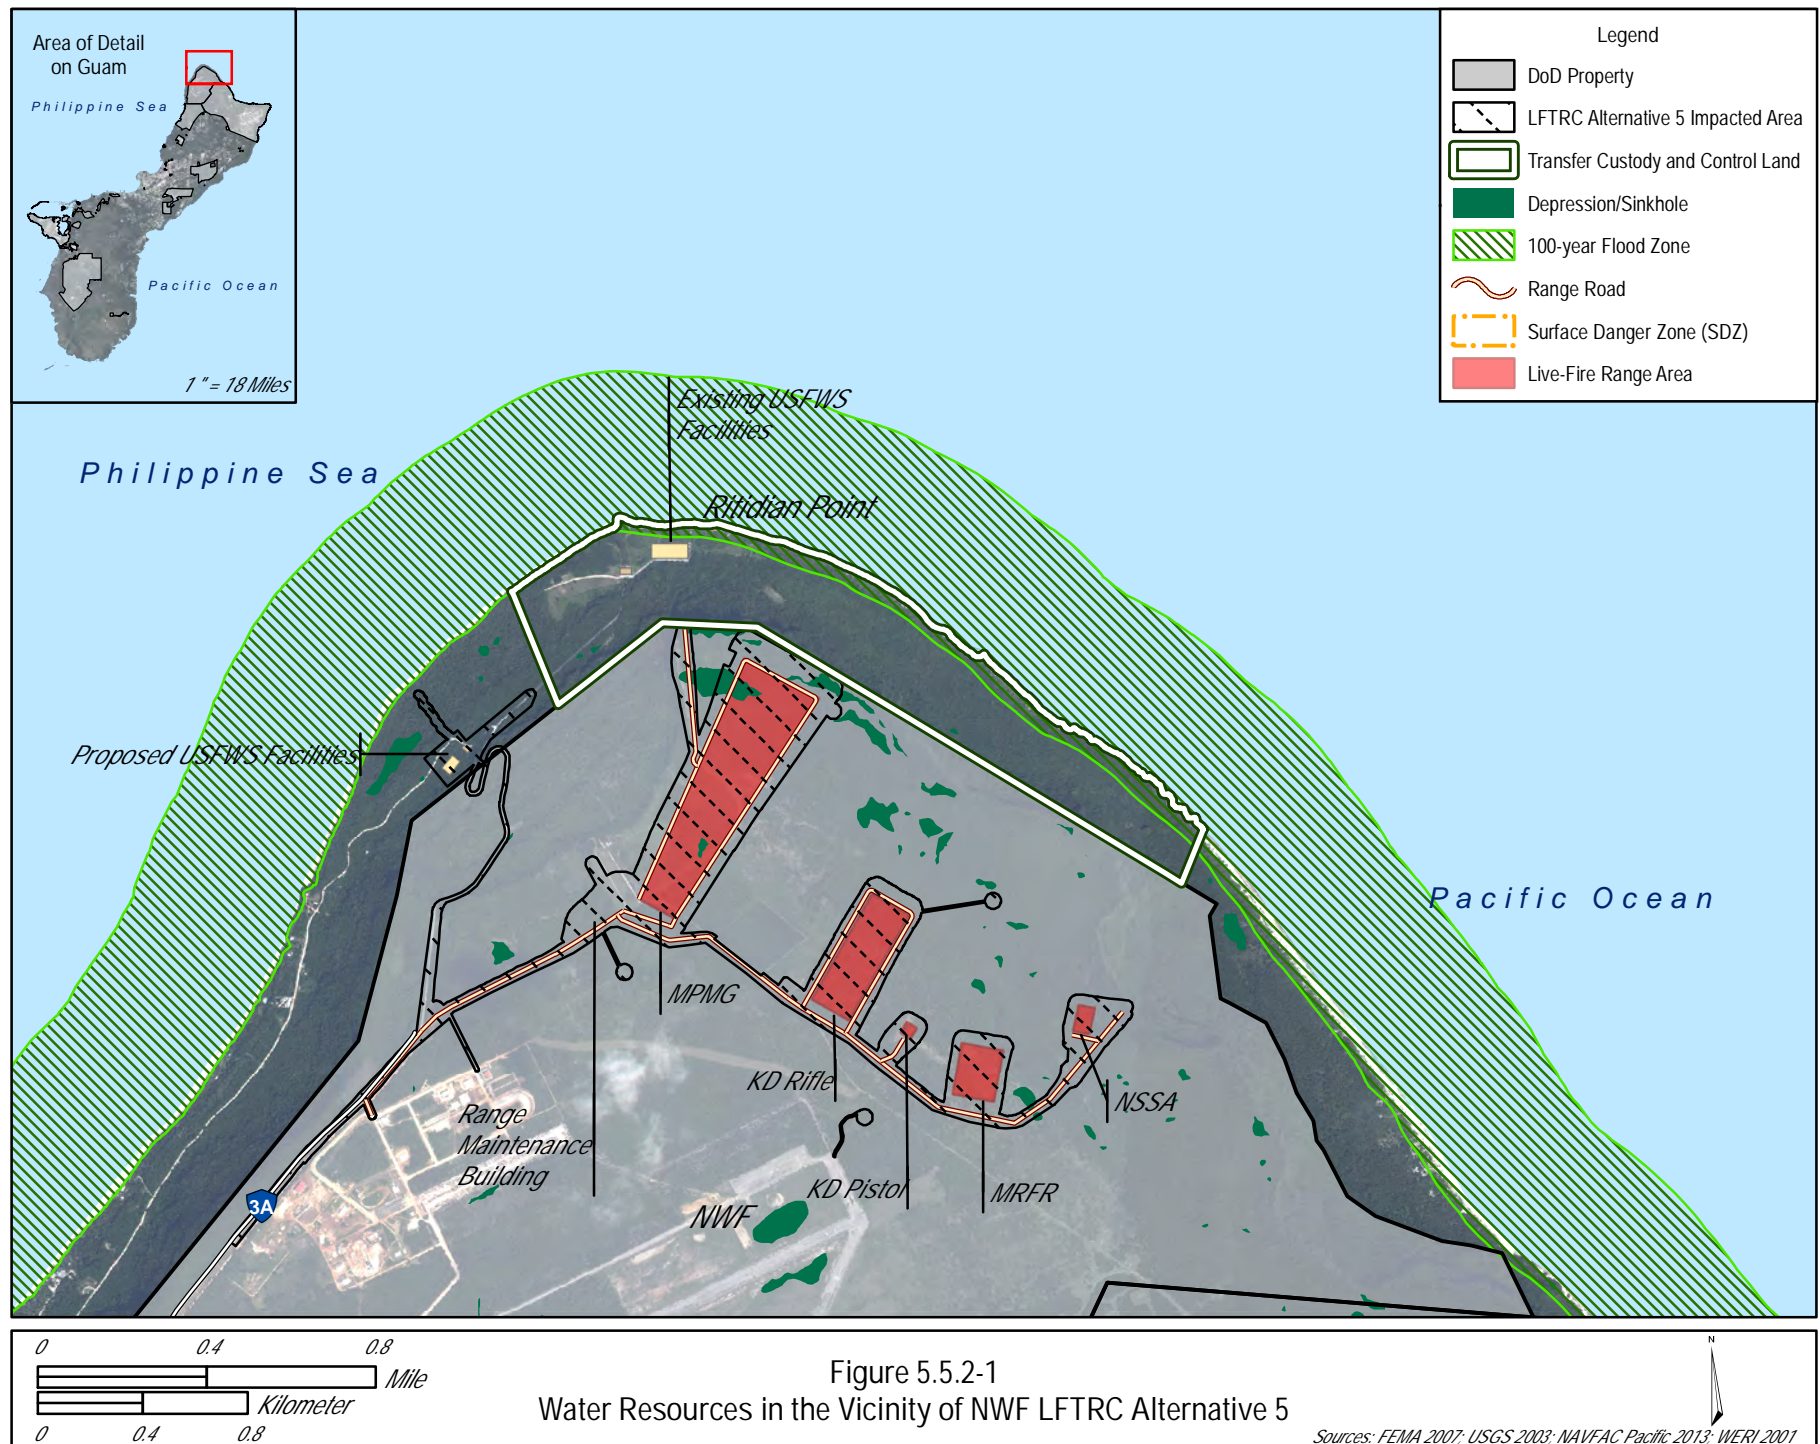 Area of Detail
on Guam
Philippine Sea
Pacific Ocean
1 " = 18 Miles
Legend
DoD Property
LFTRC Alternative 5 Impacted Area
Transfer Custody and Control Land
Depression/Sinkhole
100-year Flood Zone
Range Road
Surface Danger Zone (SDZ)
Live-Fire Range Area
Existing USFWS
Facilities
Philippine Sea
Ritidian Point
Proposed USFWS Facilities
Pacific Ocean
MPMG
KD Rifle
NSSA
Range
Maintenance
Building
KD Pistol
MRFR
3A
NWF
0 0.4 0.8
Mile
Kilometer
0 0.4 0.8
Figure 5.5.2-1
Water Resources in the Vicinity of NWF LFTRC Alternative 5
N
Sources: FEMA 2007; USGS 2003; NAVFAC Pacific 2013; WERI 2001